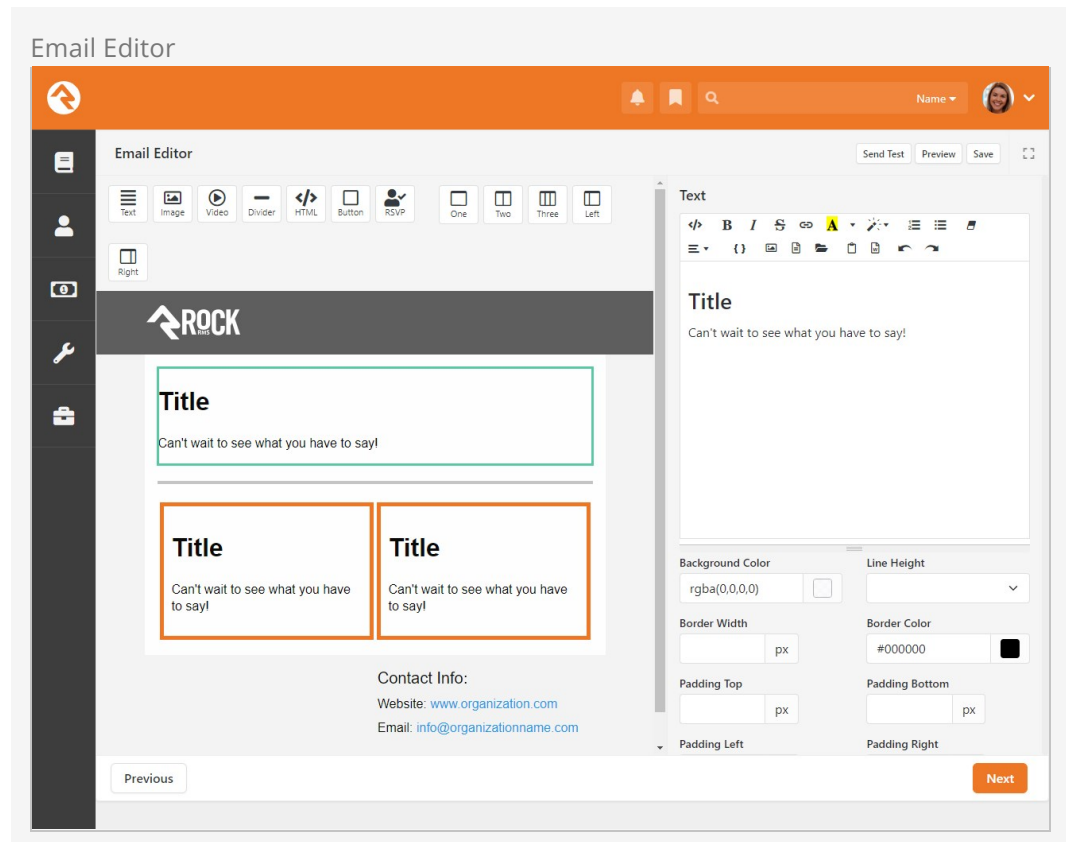 Email Editor
Name
Email Editor
Send Test Preview Save
Text Image Video Divider HTML Button RSVP One Two Three Left
Right
ROCK
RMS
Title
Can't wait to see what you have to say!
Title Title
Can't wait to see what you have Can't wait to see what you have
to say! to say!
Contact Info:
Website: www.organization.com
Email: info@organizationname.com
Text
B I S A
{}
Title
Can't wait to see what you have to say!
Background Color Line Height
rgba(0,0,0,0)
Border Width Border Color
px #000000
Padding Top Padding Bottom
px px
Padding Left Padding Right
Previous Next